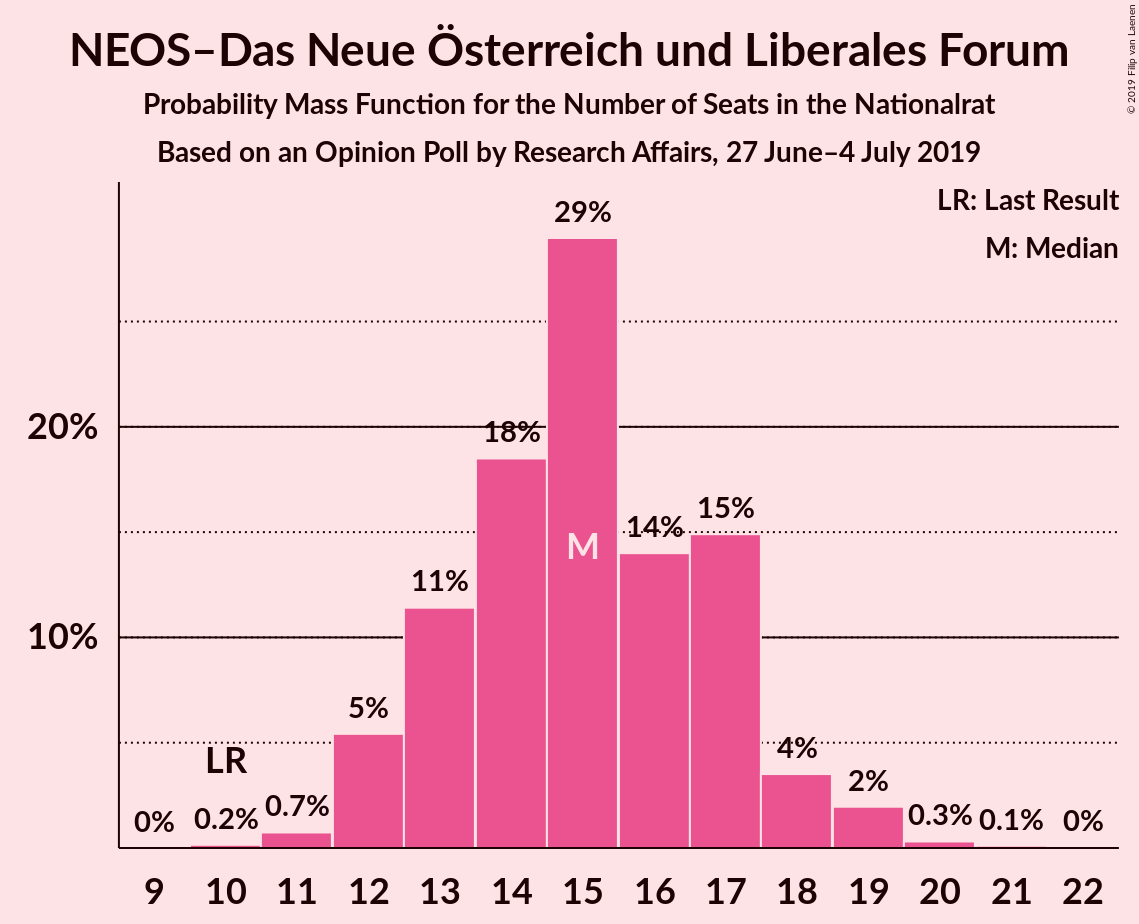 NEOS–Das Neue Österreich und Liberales Forum
Probability Mass Function for the Number of Seats in the Nationalrat
Based on an Opinion Poll by Research Affairs, 27 June–4 July 2019
© 2019 Filip van Laenen
LR: Last Result
M: Median
29%
20%
18%
15%
14%
M
11%
10%
5%
4%
LR
2%
0%
0.2%
0.7%
0.3%
0.1%
0%
9 10 11 12 13 14 15 16 17 18 19 20 21 22